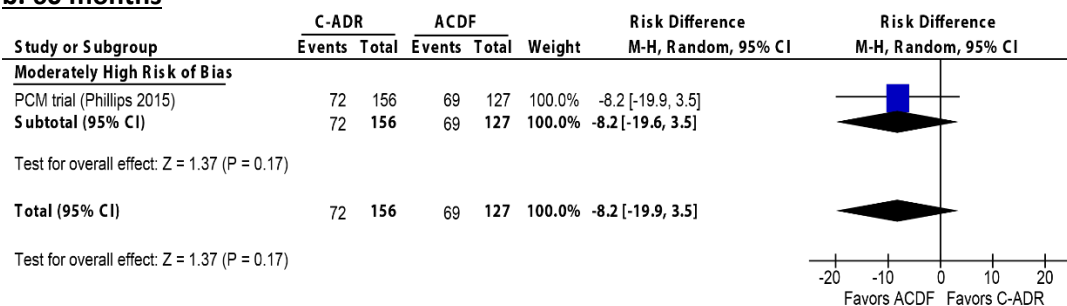 C-ADR ACDF Risk Difference Risk Difference
Study or Subgroup Events Total Events Total Weight M-H, Random, 95% CI M-H, Random, 95% CI
Moderately High Risk of Bias
PCM trial (Phillips 2015) 72 156 69 127 100.0% -8.2 [-19.9, 3.5]
Subtotal (95% CI) 72 156 69 127 100.0% -8.2 [-19.6, 3.5]
Test for overall effect: Z = 1.37 (P = 0.17)
Total (95% CI) 72 156 69 127 100.0% -8.2 [-19.9, 3.5]
Test for overall effect: Z = 1.37 (P = 0.17)
-20 -10 0 10 20
Favors ACDF Favors C-ADR